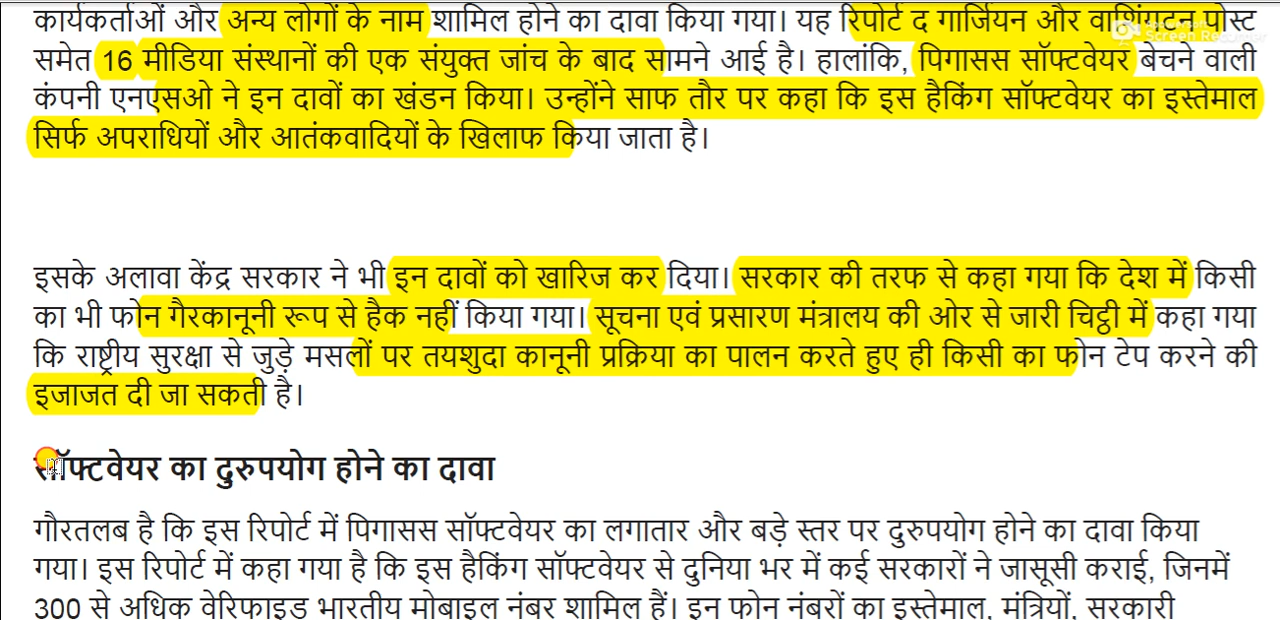 कार्यकर्ताओं और अन्य लोगों के नाम शामिल होने का दावा किया गया। यह रिपोर्ट द गार्जियन और वाशिंगटन पोस्ट
समेत 16 मीडिया संस्थानों की एक संयुक्त जांच के बाद सामने आई है। हालांकि, पिगासस सॉफ्टवेयर बेचने वाली
कंपनी एनएसओ ने इन दावों का खंडन किया। उन्होंने साफ तौर पर कहा कि इस हैकिंग सॉफ्टवेयर का इस्तेमाल
सिर्फ अपराधियों और आतंकवादियों के खिलाफ किया जाता है।
इसके अलावा केंद्र सरकार ने भी इन दावों को खारिज कर दिया। सरकार की तरफ से कहा गया कि देश में किसी
का भी फोन गैरकानूनी रूप से हैक नहीं किया गया। सूचना एवं प्रसारण मंत्रालय की ओर से जारी चिट्ठी में कहा गया
कि राष्ट्रीय सुरक्षा से जुड़े मसलों पर तयशुदा कानूनी प्रक्रिया का पालन करते हुए ही किसी का फोन टेप करने की
इजाजत दी जा सकती है।
सॉफ्टवेयर का दुरुपयोग होने का दावा
गौरतलब है कि इस रिपोर्ट में पिगासस सॉफ्टवेयर का लगातार और बड़े स्तर पर दुरुपयोग होने का दावा किया
गया। इस रिपोर्ट में कहा गया है कि इस हैकिंग सॉफ्टवेयर से दुनिया भर में कई सरकारों ने जासूसी कराई, जिनमें
300 से अधिक वेरिफाइड भारतीय मोबाइल नंबर शामिल हैं। इन फोन नंबरों का इस्तेमाल, मंत्रियों, सरकारी
Screen Recorder